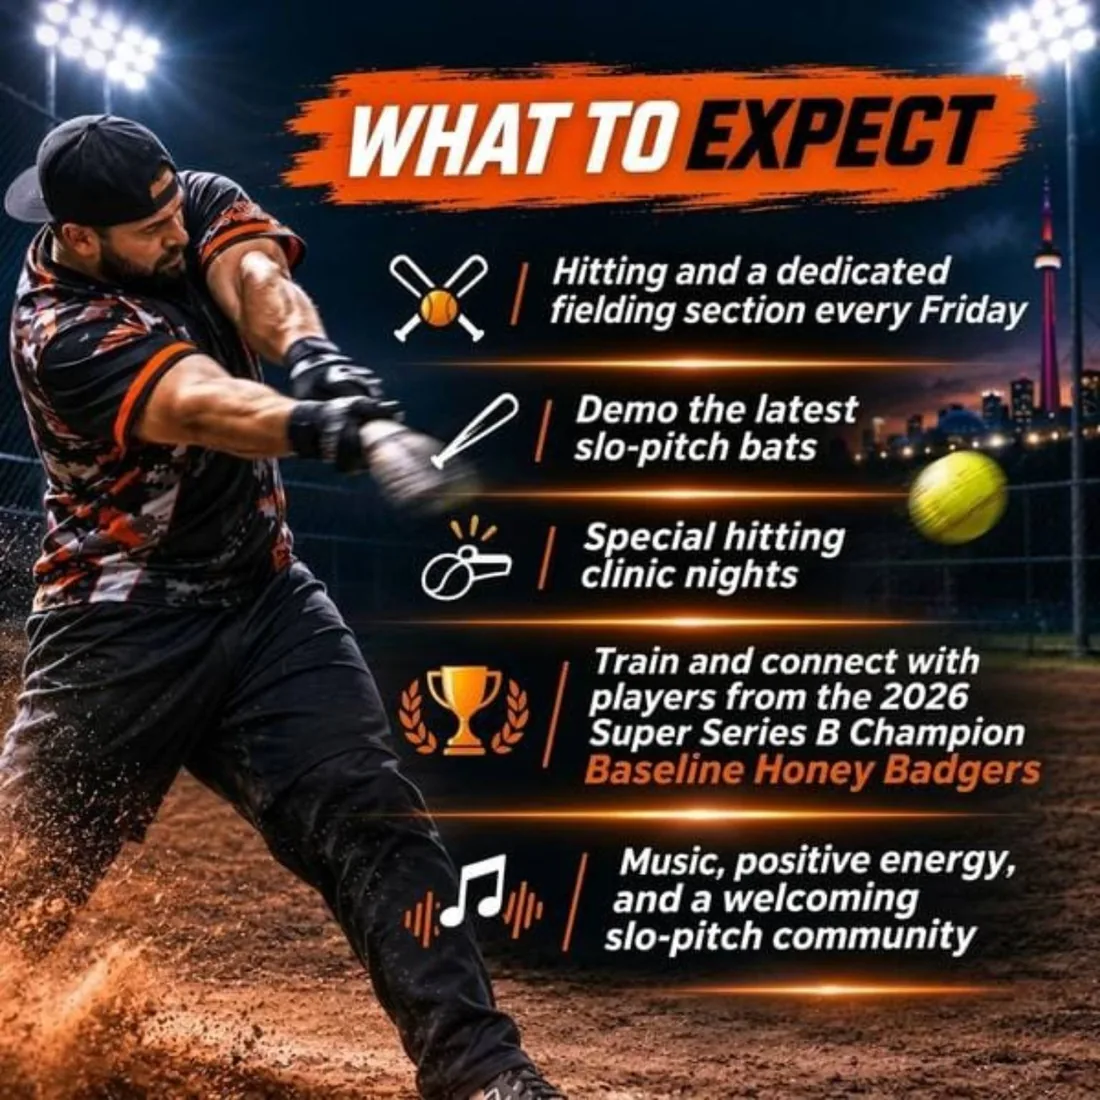 WHAT TO EXPECT
Hitting and a dedicated
fielding section every Friday
Demo the latest
slo-pitch bats
Special hitting
clinic nights
Train and connect with
players from the 2026
Super Series B Champion
Baseline Honey Badgers
Music, positive energy,
and a welcoming
slo-pitch community